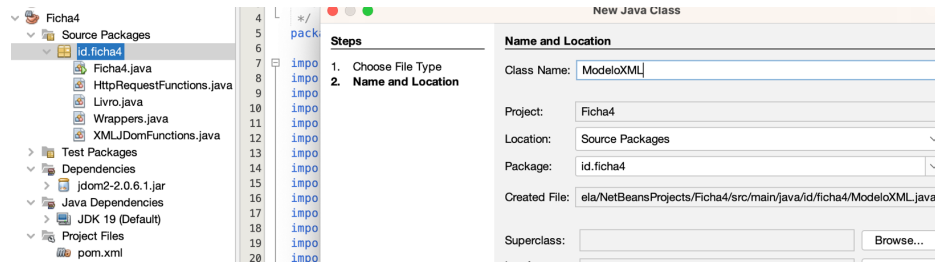 Ficha4
Source Packages
id.ficha4
Ficha4.java
HttpRequestFunctions.java
Livro.java
Wrappers.java
XMLJDomFunctions.java
Test Packages
Dependencies
jdom2-2.0.6.1.jar
Java Dependencies
JDK 19 (Default)
Project Files
pom.xml
4 */
5 packa
6
7 impo
8 impo
9 impo
10 impo
11 impo
12 impo
13 impo
14 impo
15 impo
16 impo
17 impo
18 impo
19 impo
20 impo
New Java Class
Steps
1. Choose File Type
2. Name and Location
Name and Location
Class Name: ModeloXML
Project: Ficha4
Location: Source Packages
Package: id.ficha4
Created File: ela/NetBeansProjects/Ficha4/src/main/java/id/ficha4/ModeloXML.java
Superclass: Browse...